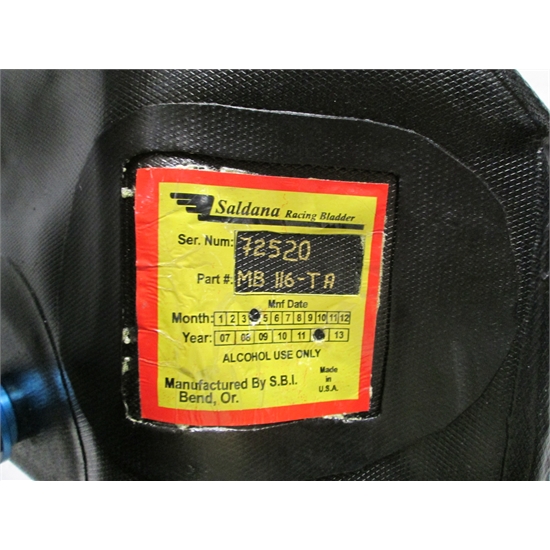 Saldana Racing Bladder
Ser. Num: 72520
Part #: MB 116-TA
Mnf Date
Month: 1 2 3 5 6 7 8 9 10 11 12
Year: 07 08 09 10 11 13
ALCOHOL USE ONLY
Manufactured By S.B.I.
Bend, Or.
Made
in
U.S.A.